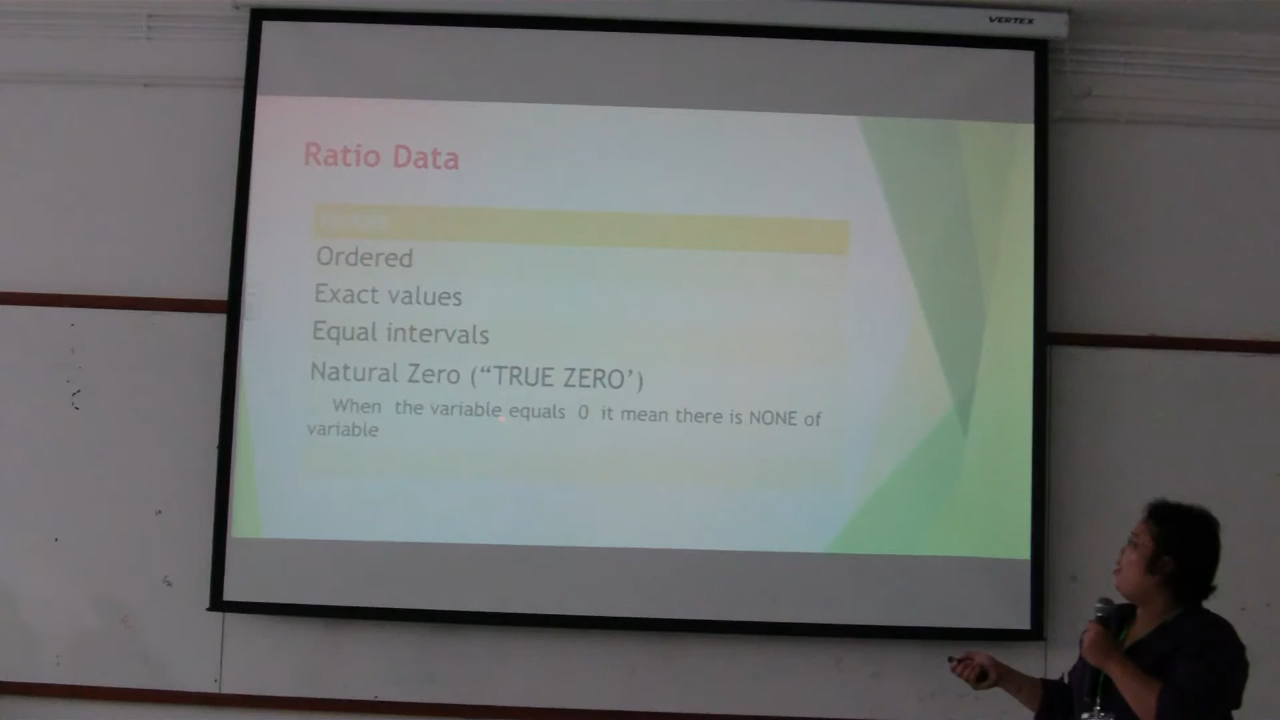 VERTEX
Ratio Data
Ordered
Exact values
Equal intervals
Natural Zero (“TRUE ZERO’)
When the variable equals 0 it mean there is NONE of
variable